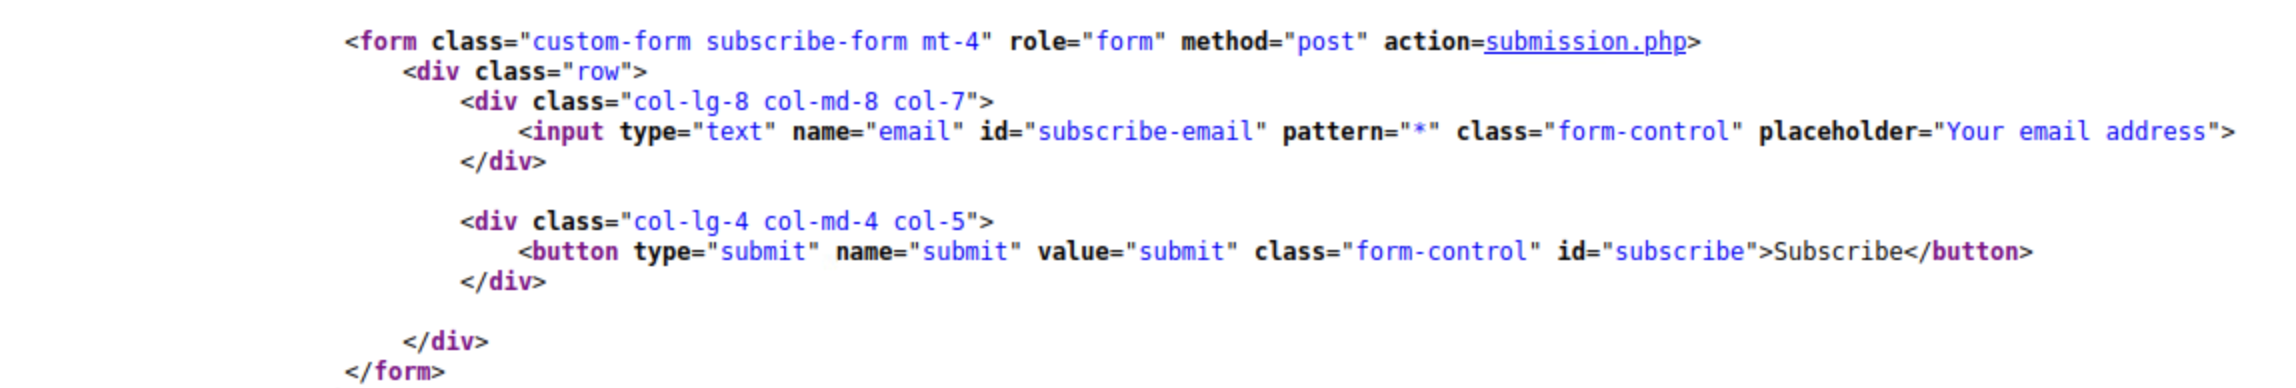 <form class="custom-form subscribe-form mt-4" role="form" method="post" action=submission.php>
<div class="row">
<div class="col-lg-8 col-md-8 col-7">
<input type="text" name="email" id="subscribe-email" pattern="*" class="form-control" placeholder="Your email address">
</div>
<div class="col-lg-4 col-md-4 col-5">
<button type="submit" name="submit" value="submit" class="form-control" id="subscribe">Subscribe</button>
</div>
</div>
</form>